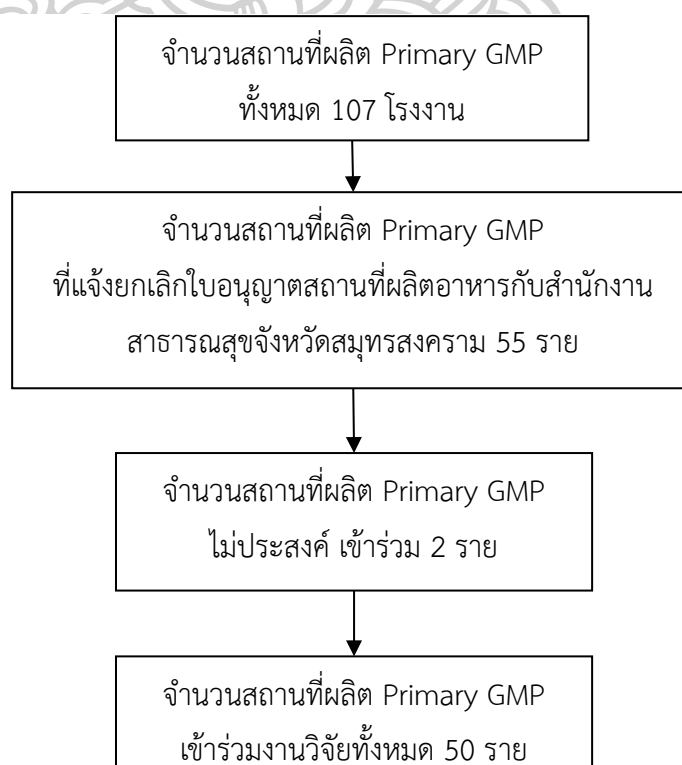 จำนวนสถานที่ผลิต Primary GMP
ทั้งหมด 107 โรงงาน
จำนวนสถานที่ผลิต Primary GMP
ที่แจ้งยกเลิกใบอนุญาตสถานที่ผลิตอาหารกับสำนักงาน
สาธารณสุขจังหวัดสมุทรสงคราม 55 ราย
จำนวนสถานที่ผลิต Primary GMP
ไม่ประสงค์ เข้าร่วม 2 ราย
จำนวนสถานที่ผลิต Primary GMP
เข้าร่วมงานวิจัยทั้งหมด 50 ราย